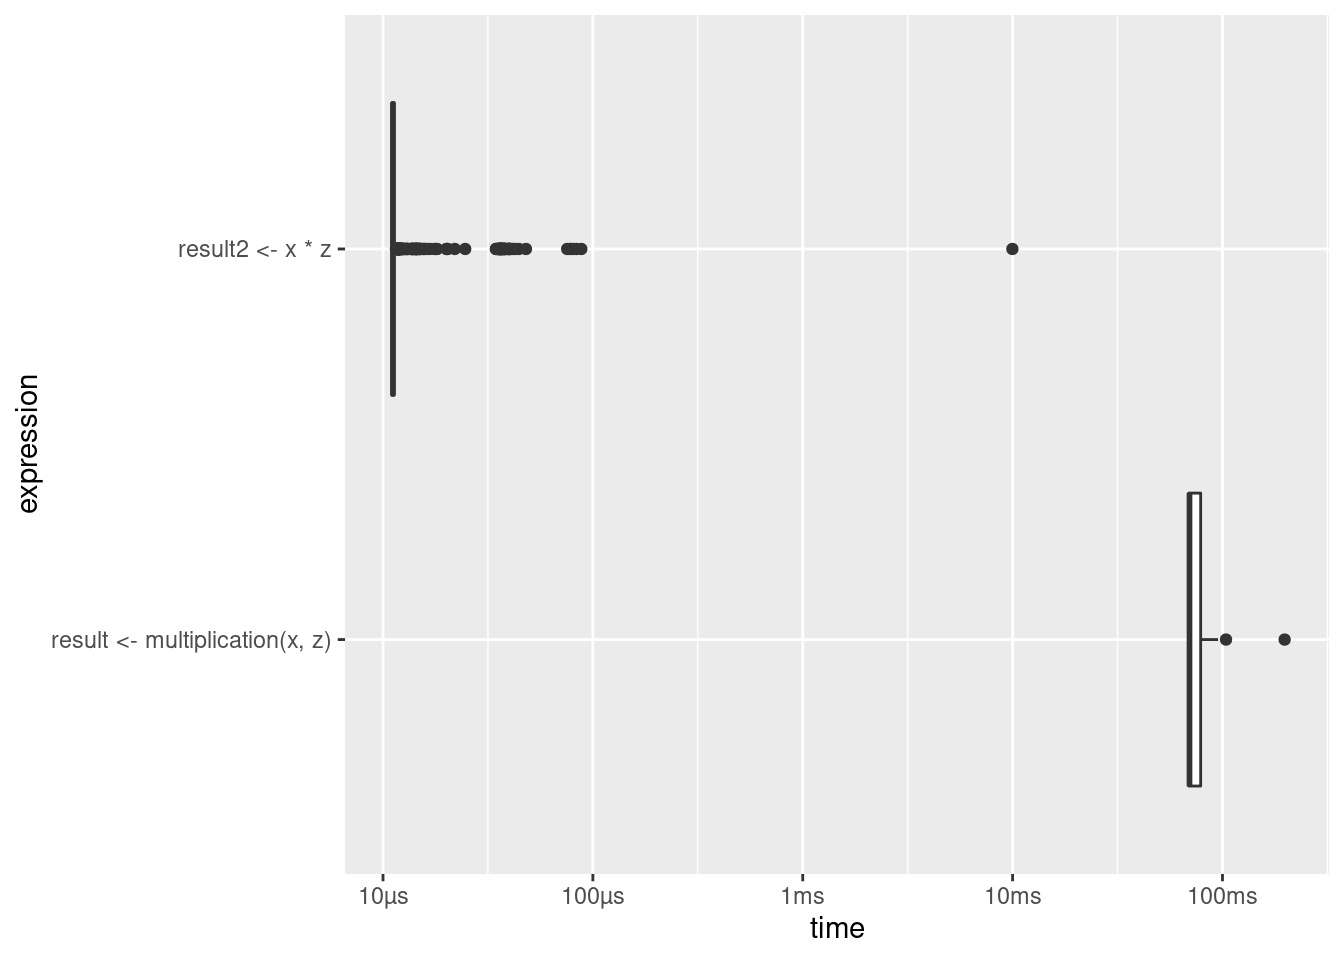 result2 <- x * z
expression
result <- multiplication(x, z)
10µs 100µs 1ms 10ms 100ms
time